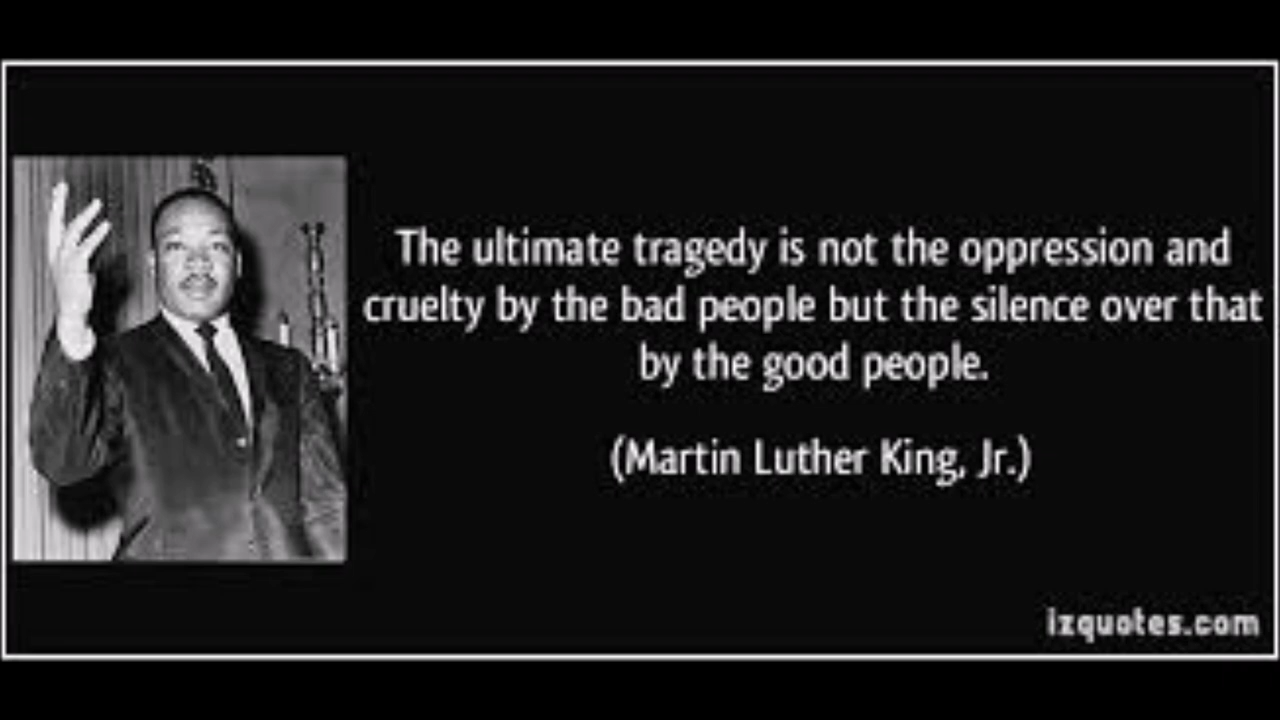 The ultimate tragedy is not the oppression and
cruelty by the bad people but the silence over that
by the good people.
(Martin Luther King, Jr.)
izquotes.com